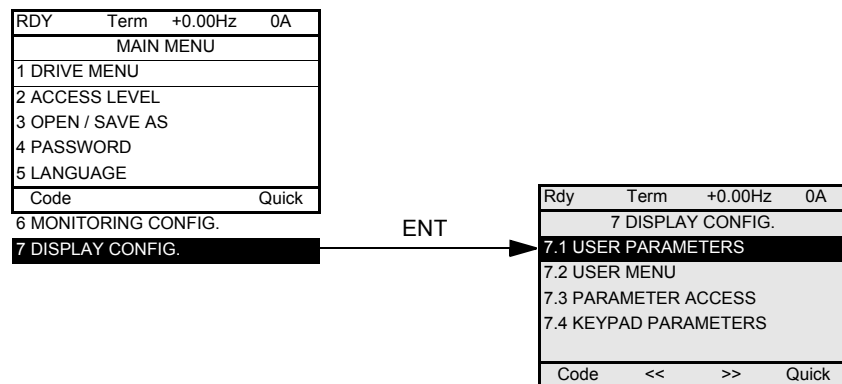 RDY Term +0.00Hz 0A
MAIN MENU
1 DRIVE MENU
2 ACCESS LEVEL
3 OPEN / SAVE AS
4 PASSWORD
5 LANGUAGE
Code Quick
6 MONITORING CONFIG.
7 DISPLAY CONFIG.
ENT
Rdy Term +0.00Hz 0A
7 DISPLAY CONFIG.
7.1 USER PARAMETERS
7.2 USER MENU
7.3 PARAMETER ACCESS
7.4 KEYPAD PARAMETERS
Code << >> Quick